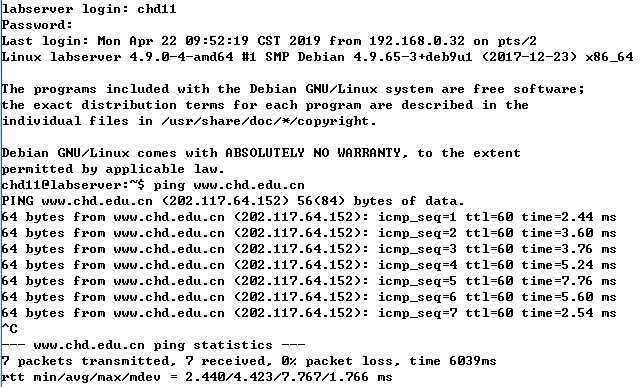 labserver login: chd11
Password:
Last login: Mon Apr 22 09:52:19 CST 2019 from 192.168.0.32 on pts/2
Linux labserver 4.9.0-4-amd64 #1 SMP Debian 4.9.65-3+deb9u1 (2017-12-23) x86_64
The programs included with the Debian GNU/Linux system are free software;
the exact distribution terms for each program are described in the
individual files in /usr/share/doc/*/copyright.
Debian GNU/Linux comes with ABSOLUTELY NO WARRANTY, to the extent
permitted by applicable law.
chd11@labserver:~$ ping www.chd.edu.cn
PING www.chd.edu.cn (202.117.64.152) 56(84) bytes of data.
64 bytes from www.chd.edu.cn (202.117.64.152): icmp_seq=1 ttl=60 time=2.44 ms
64 bytes from www.chd.edu.cn (202.117.64.152): icmp_seq=2 ttl=60 time=3.60 ms
64 bytes from www.chd.edu.cn (202.117.64.152): icmp_seq=3 ttl=60 time=3.76 ms
64 bytes from www.chd.edu.cn (202.117.64.152): icmp_seq=4 ttl=60 time=5.24 ms
64 bytes from www.chd.edu.cn (202.117.64.152): icmp_seq=5 ttl=60 time=7.76 ms
64 bytes from www.chd.edu.cn (202.117.64.152): icmp_seq=6 ttl=60 time=5.60 ms
64 bytes from www.chd.edu.cn (202.117.64.152): icmp_seq=7 ttl=60 time=2.54 ms
^C
--- www.chd.edu.cn ping statistics ---
7 packets transmitted, 7 received, 0% packet loss, time 6039ms
rtt min/avg/max/mdev = 2.440/4.423/7.767/1.766 ms